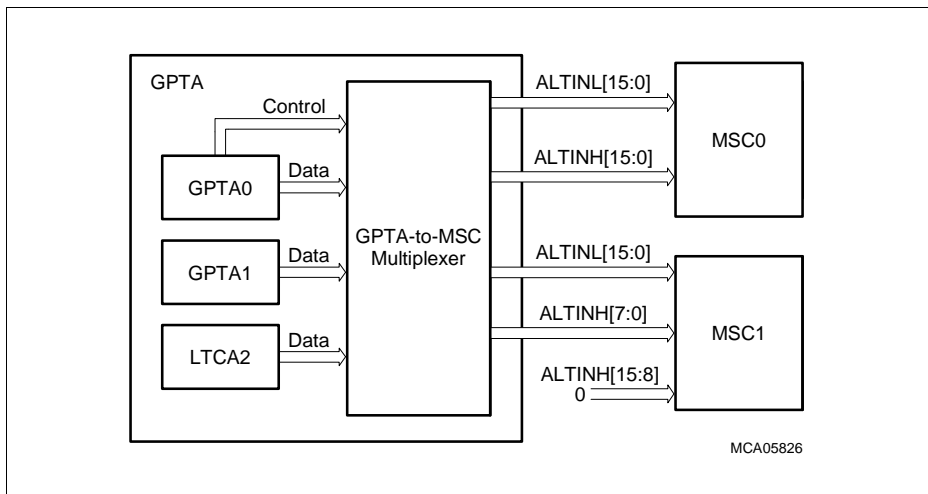 GPTA
Control
GPTA0
Data
GPTA1
Data
LTCA2
Data
GPTA-to-MSC
Multiplexer
ALTINL[15:0]
ALTINH[15:0]
MSC0
ALTINL[15:0]
ALTINH[7:0]
ALTINH[15:8]
0
MSC1
MCA05826